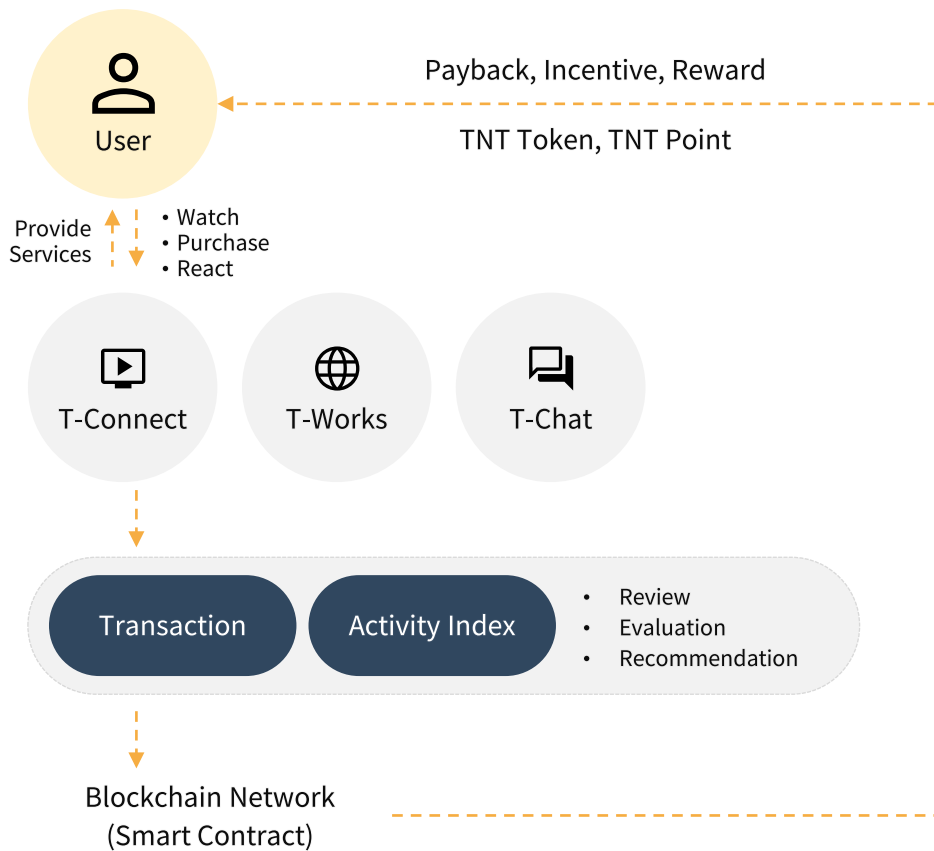 Payback, Incentive, Reward
User
TNT Token, TNT Point
Provide
Services
• Watch
• Purchase
• React
T-Connect
T-Works
T-Chat
Transaction
Activity Index
• Review
• Evaluation
• Recommendation
Blockchain Network
(Smart Contract)